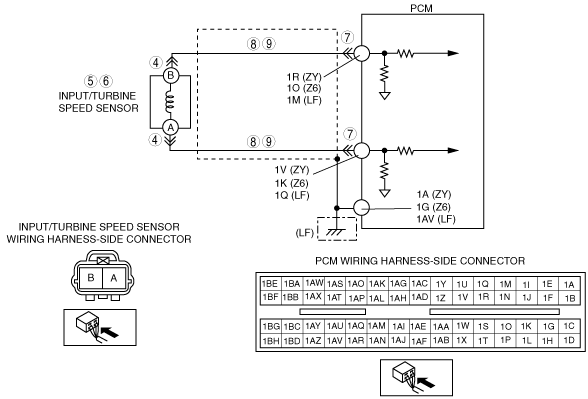 PCM
⑦
⑧ ⑨
④
B
⑤ ⑥
INPUT/TURBINE
SPEED SENSOR
1R (ZY)
1O (Z6)
1M (LF)
A
④
⑦
⑧ ⑨
1V (ZY)
1K (Z6)
1Q (LF)
1A (ZY)
1G (Z6)
1AV (LF)
(LF)
INPUT/TURBINE SPEED SENSOR
WIRING HARNESS-SIDE CONNECTOR
B A
PCM WIRING HARNESS-SIDE CONNECTOR
1BE 1BA 1AW 1AS 1AO 1AK 1AG 1AC 1Y 1U 1Q 1M 1I 1E 1A
1BF 1BB 1AX 1AT 1AP 1AL 1AH 1AD 1Z 1V 1R 1N 1J 1F 1B
1BG 1BC 1AY 1AU 1AQ 1AM 1AI 1AE 1AA 1W 1S 1O 1K 1G 1C
1BH 1BD 1AZ 1AV 1AR 1AN 1AJ 1AF 1AB 1X 1T 1P 1L 1H 1D